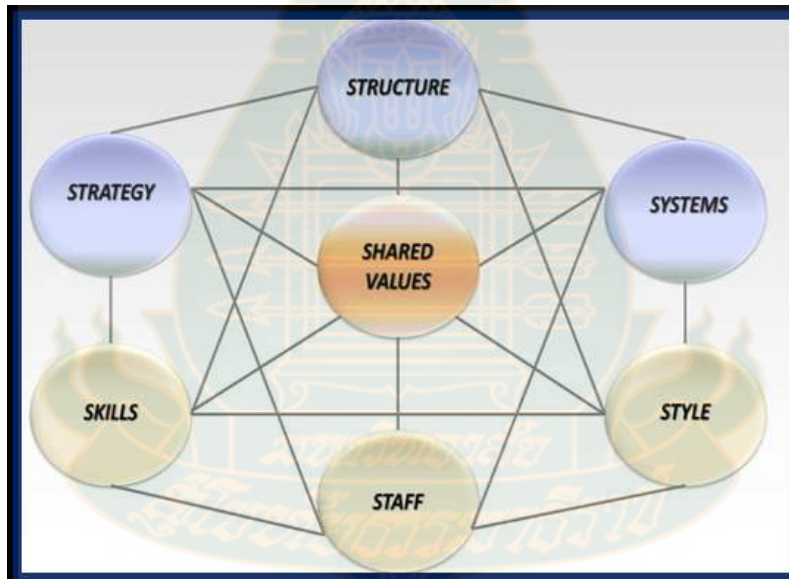 STRUCTURE
STRATEGY
SYSTEMS
SHARED
VALUES
SKILLS
STYLE
STAFF